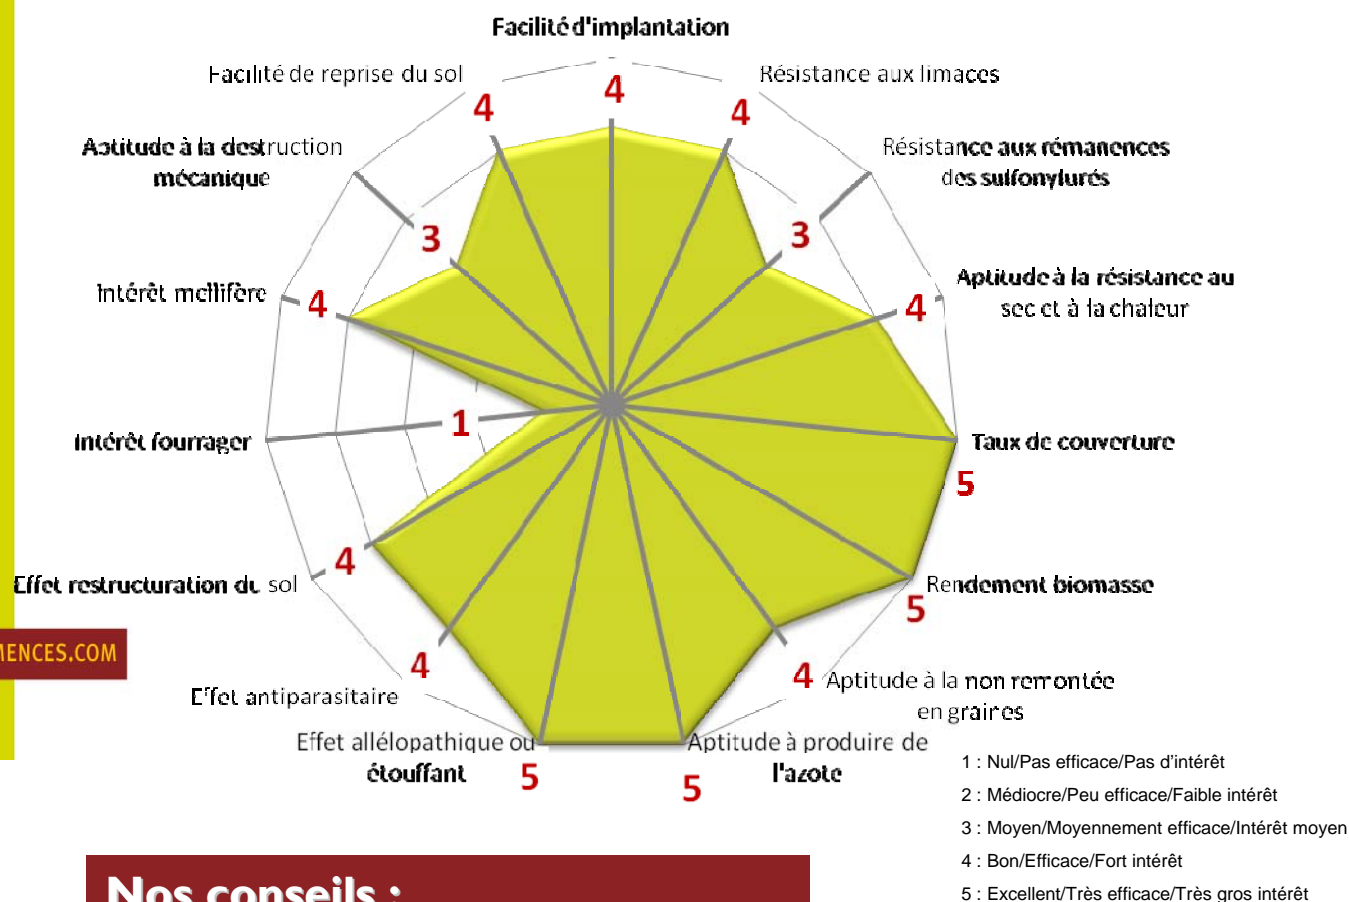 Facilité d'implantation
4
Résistance aux limaces
4
Résistance aux rémanences
des sulfonylurés
3
Aptitude à la résistance au
sec et à la chaleur
4
Taux de couverture
5
Rendement biomasse
5
Aptitude à la non remontée
en graines
4
Aptitude à produire de
l'azote
5
Effet allélopathique ou
étouffant
5
Effet antiparasitaire
4
Effet restructuration du sol
4
Intérêt fourrager
1
Intérêt mellifère
4
Aptitude à la destruction
mécanique
3
Facilité de reprise du sol
4
ENCES.COM
1 : Nul/Pas efficace/Pas d'intérêt
2 : Médiocre/Peu efficace/Faible intérêt
3 : Moyen/Moyennement efficace/Intérêt moyen
4 : Bon/Efficace/Fort intérêt
5 : Excellent/Très efficace/Très gros intérêt
Nos conseils :